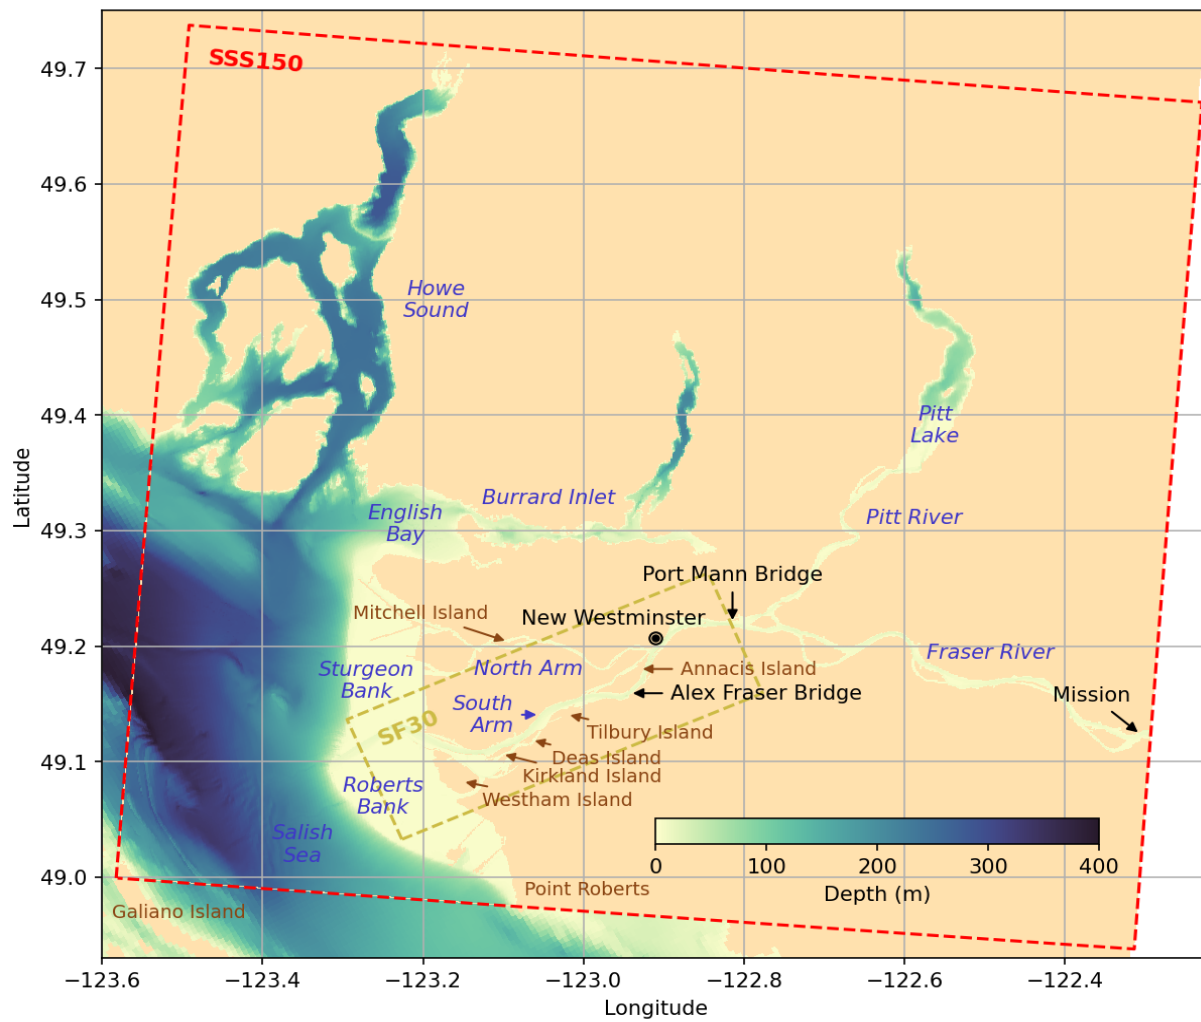 SSS150
49.7
49.6
Howe
Sound
49.5
Pitt
Lake
49.4
Latitude
English
Bay
Burrard Inlet
Pitt River
49.3
Port Mann Bridge
Mitchell Island
New Westminster
49.2
Sturgeon
Bank
North Arm
Annacis Island
Fraser River
South
Arm
Alex Fraser Bridge
Mission
SF30
Tilbury Island
Deas Island
Kirkland Island
49.1
Roberts
Bank
Westham Island
Salish
Sea
0 100 200 300 400
Depth (m)
49.0
Point Roberts
Galiano Island
−123.6 −123.4 −123.2 −123.0 −122.8 −122.6 −122.4
Longitude